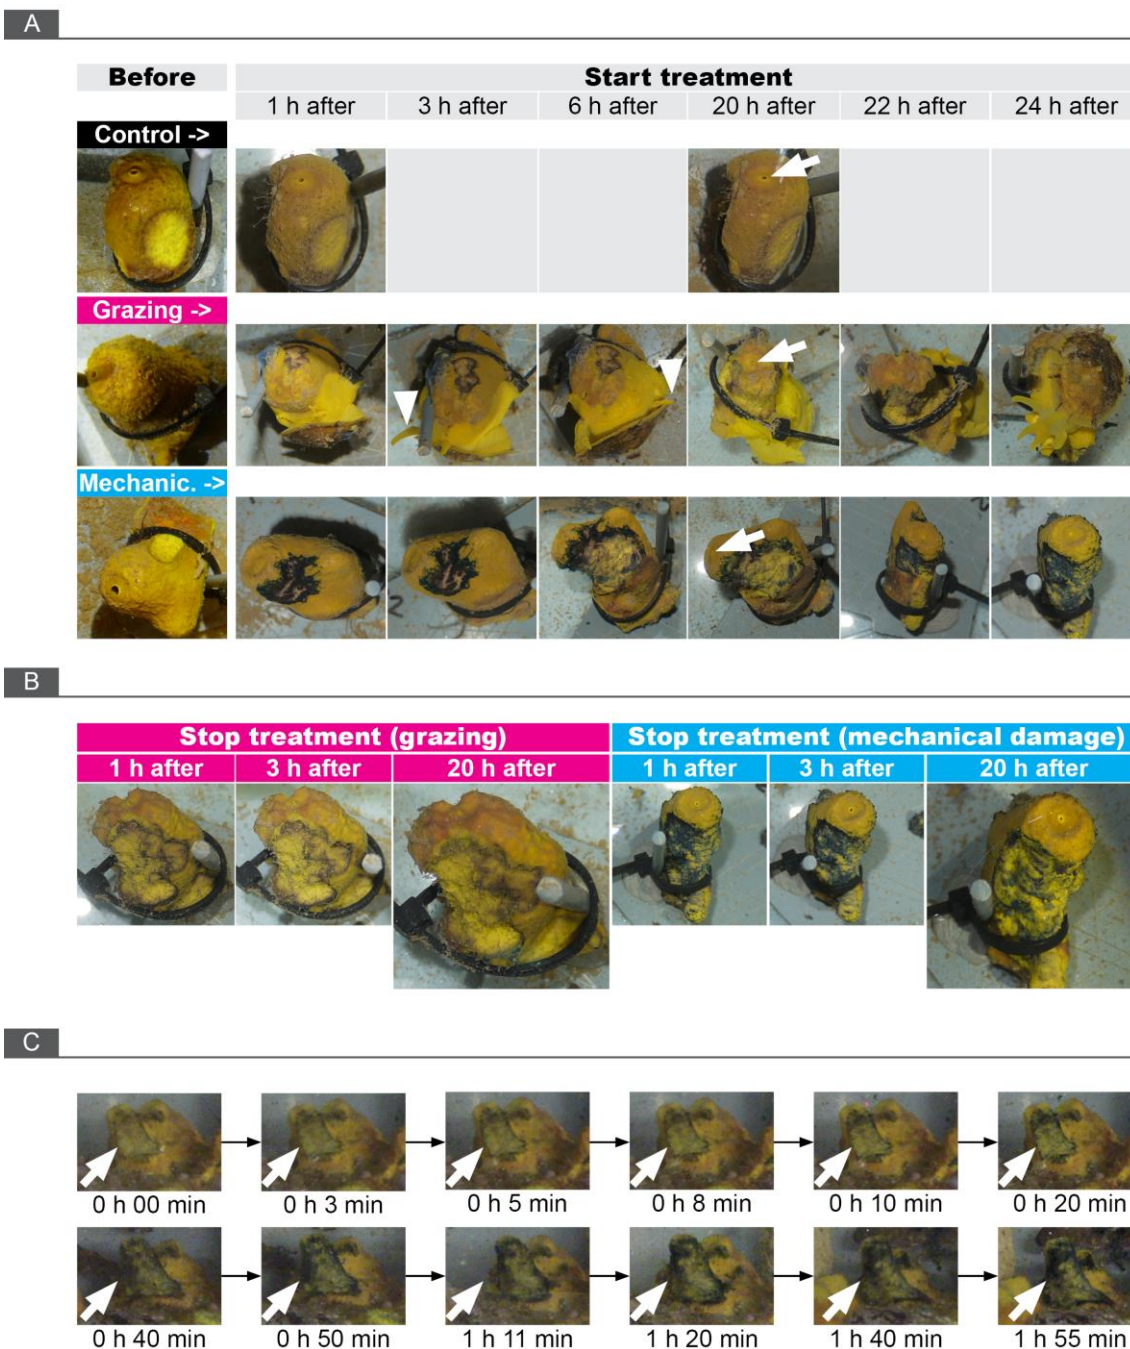 A
Before
Start treatment
1 h after 3 h after 6 h after 20 h after 22 h after 24 h after
Control ->
Grazing ->
Mechanic. ->
B
Stop treatment (grazing) Stop treatment (mechanical damage)
1 h after 3 h after 20 h after 1 h after 3 h after 20 h after
C
0 h 00 min 0 h 3 min 0 h 5 min 0 h 8 min 0 h 10 min 0 h 20 min
0 h 40 min 0 h 50 min 1 h 11 min 1 h 20 min 1 h 40 min 1 h 55 min